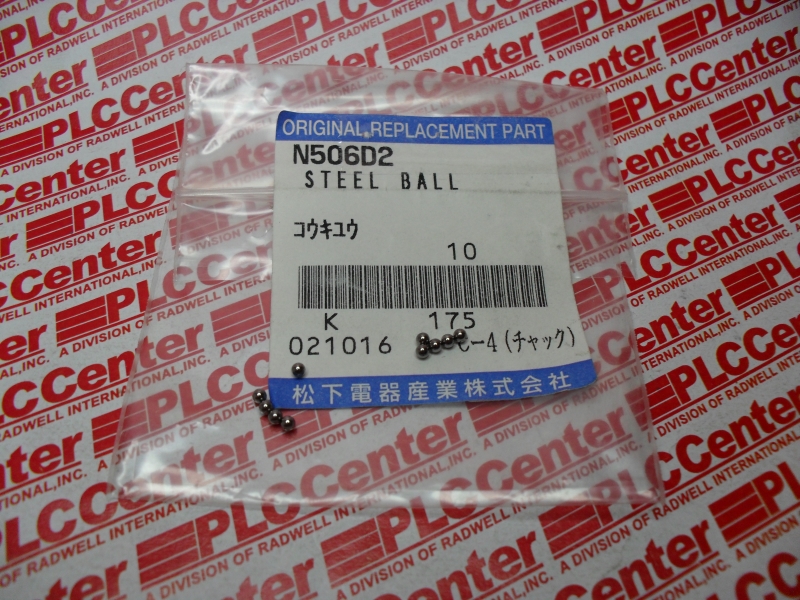 ORIGINAL REPLACEMENT PART
N506D2
STEEL BALL
コウキユウ
10
K 175
021016 C-4(チャック)
松下電器産業株式会社
PLCCenter
A DIVISION OF RADWELL INTERNATIONAL, INC.